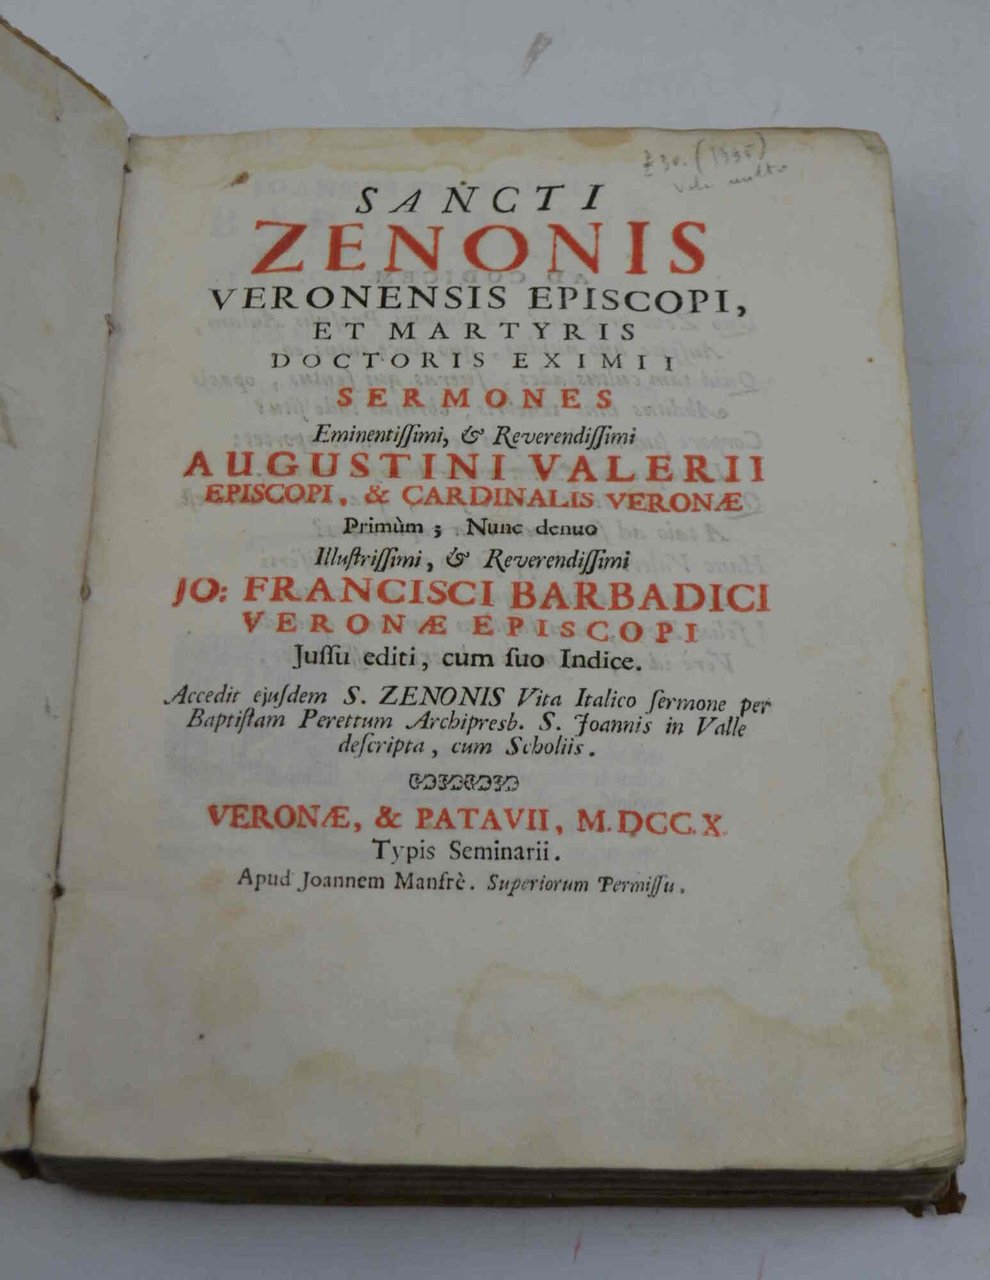 SANCTI
ZENONIS
VERONENSIS EPISCOPI,
ET MARTYRIS
DOCTORIS EXIMII
SERMONES
Eminentiſſimi, & Reverendiſſimi
AUGUSTINI VALERII
EPISCOPI, & CARDINALIS VERONÆ
Primùm ; Nunc denuo
Illuſtriſſimi, & Reverendiſſimi
JO: FRANCISCI BARBADICI
VERONÆ EPISCOPI
Juſſu editi, cum ſuo Indice.
Accedit ejuſdem S. ZENONIS Vita Italico ſermone per
Baptiſtam Perettum Archipresb. S. Joannis in Valle
deſcripta, cum Scholiis.
VERONÆ, & PATAVII, M.DCC.X.
Typis Seminarii.
Apud Joannem Manfrè. Superiorum Permiſſu.